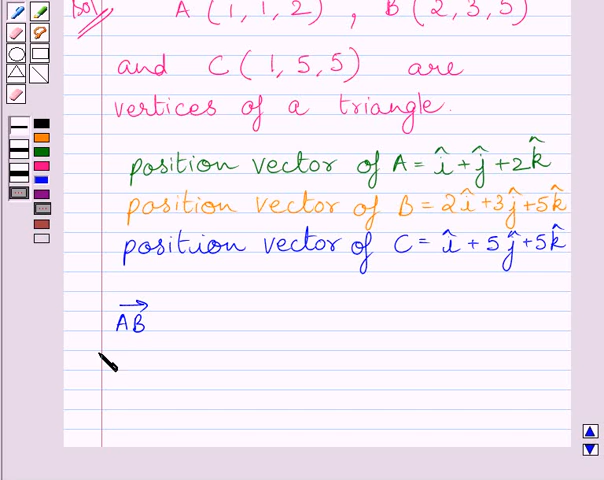 Sol
A (1, 1, 2) , B (2, 3, 5)
and C (1, 5, 5) are
vertices of a triangle.
position vector of A = î + ĵ + 2k̂
position vector of B = 2î + 3ĵ + 5k̂
position vector of C = î + 5ĵ + 5k̂
$\overrightarrow{AB}$